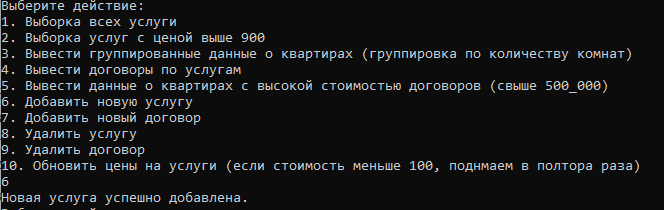 Выберите действие:
1. Выборка всех услуги
2. Выборка услуг с ценой выше 900
3. Вывести группированные данные о квартирах (группировка по количеству комнат)
4. Вывести договоры по услугам
5. Вывести данные о квартирах с высокой стоимостью договоров (свыше 500_000)
6. Добавить новую услугу
7. Добавить новый договор
8. Удалить услугу
9. Удалить договор
10. Обновить цены на услуги (если стоимость меньше 100, поднмаем в полтора раза)
6
Новая услуга успешно добавлена.